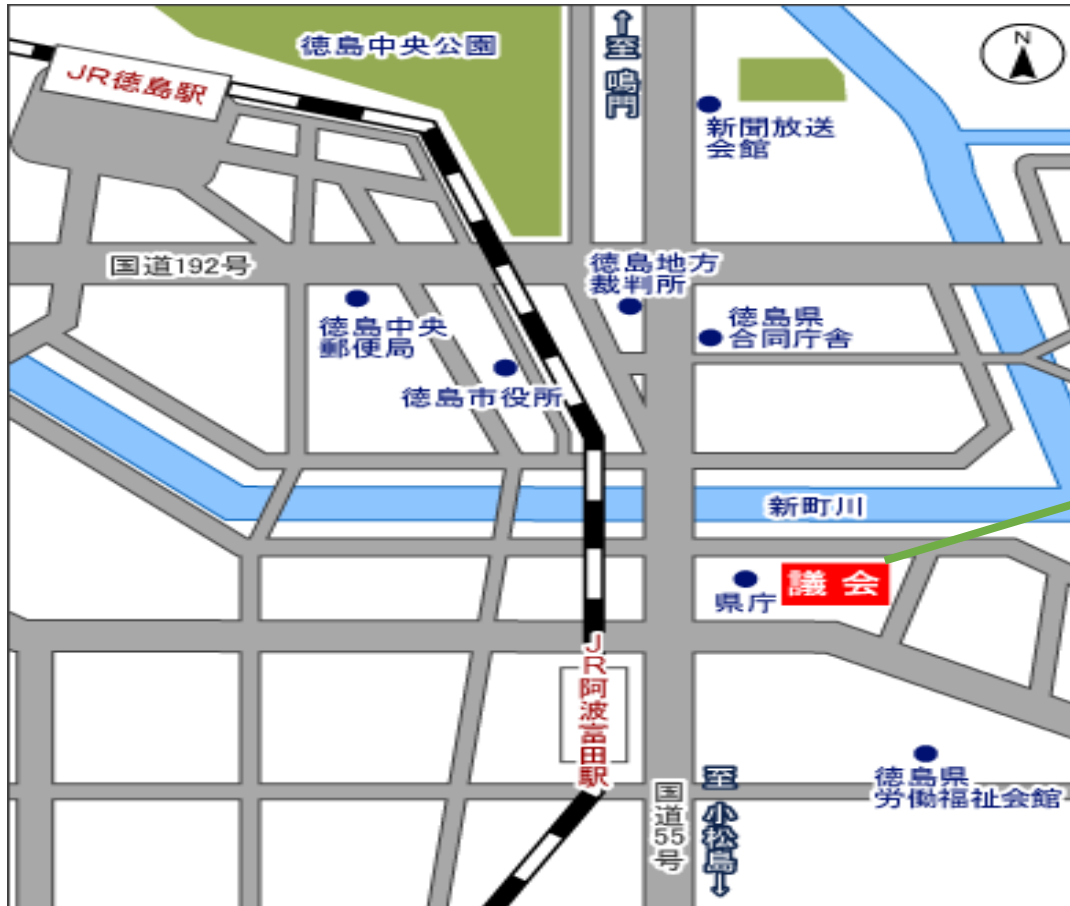 徳島中央公園
↑至 鳴門
N
JR徳島駅
新聞放送
会館
国道192号
徳島地方
裁判所
徳島中央
郵便局
徳島県
合同庁舎
徳島市役所
新町川
県庁
議会
JR阿波富田駅
徳島県
労働福祉会館
国道55号
至 小松島↓